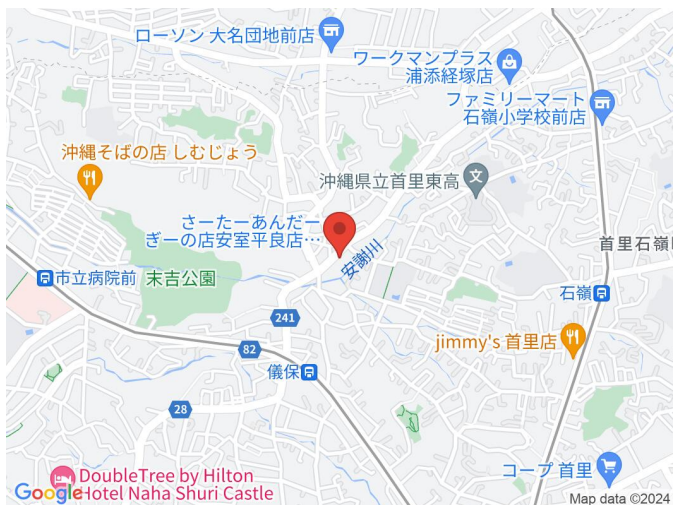 ローソン 大名団地前店
ワークマンプラス
浦添経塚店
ファミリーマート
石嶺小学校前店
沖縄そばの店 しむじょう
沖縄県立首里東高
さーたーあんだー
ぎーの店安室平良店…
安謝川
首里石嶺町
市立病院前
末吉公園
石嶺
241
jimmy's 首里店
82
儀保
28
コープ 首里
DoubleTree by Hilton
Hotel Naha Shuri Castle
Google
Map data ©2024
文